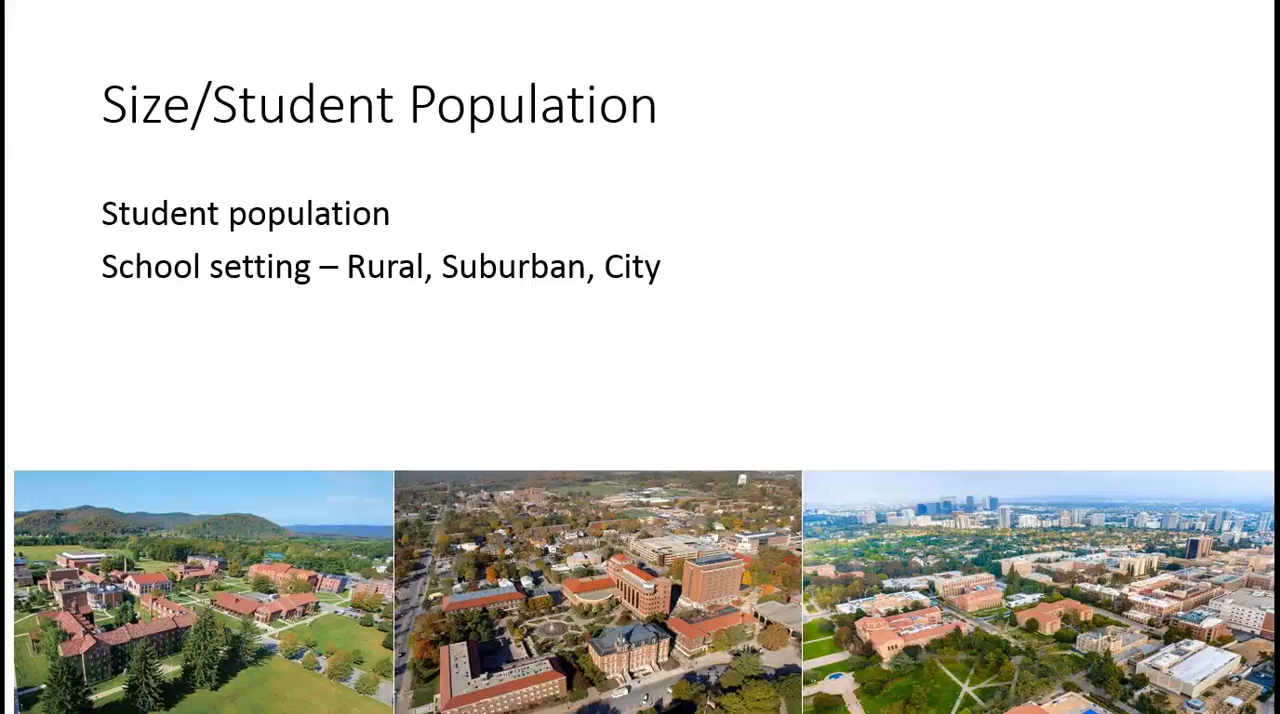 Size/Student Population
Student population
School setting – Rural, Suburban, City